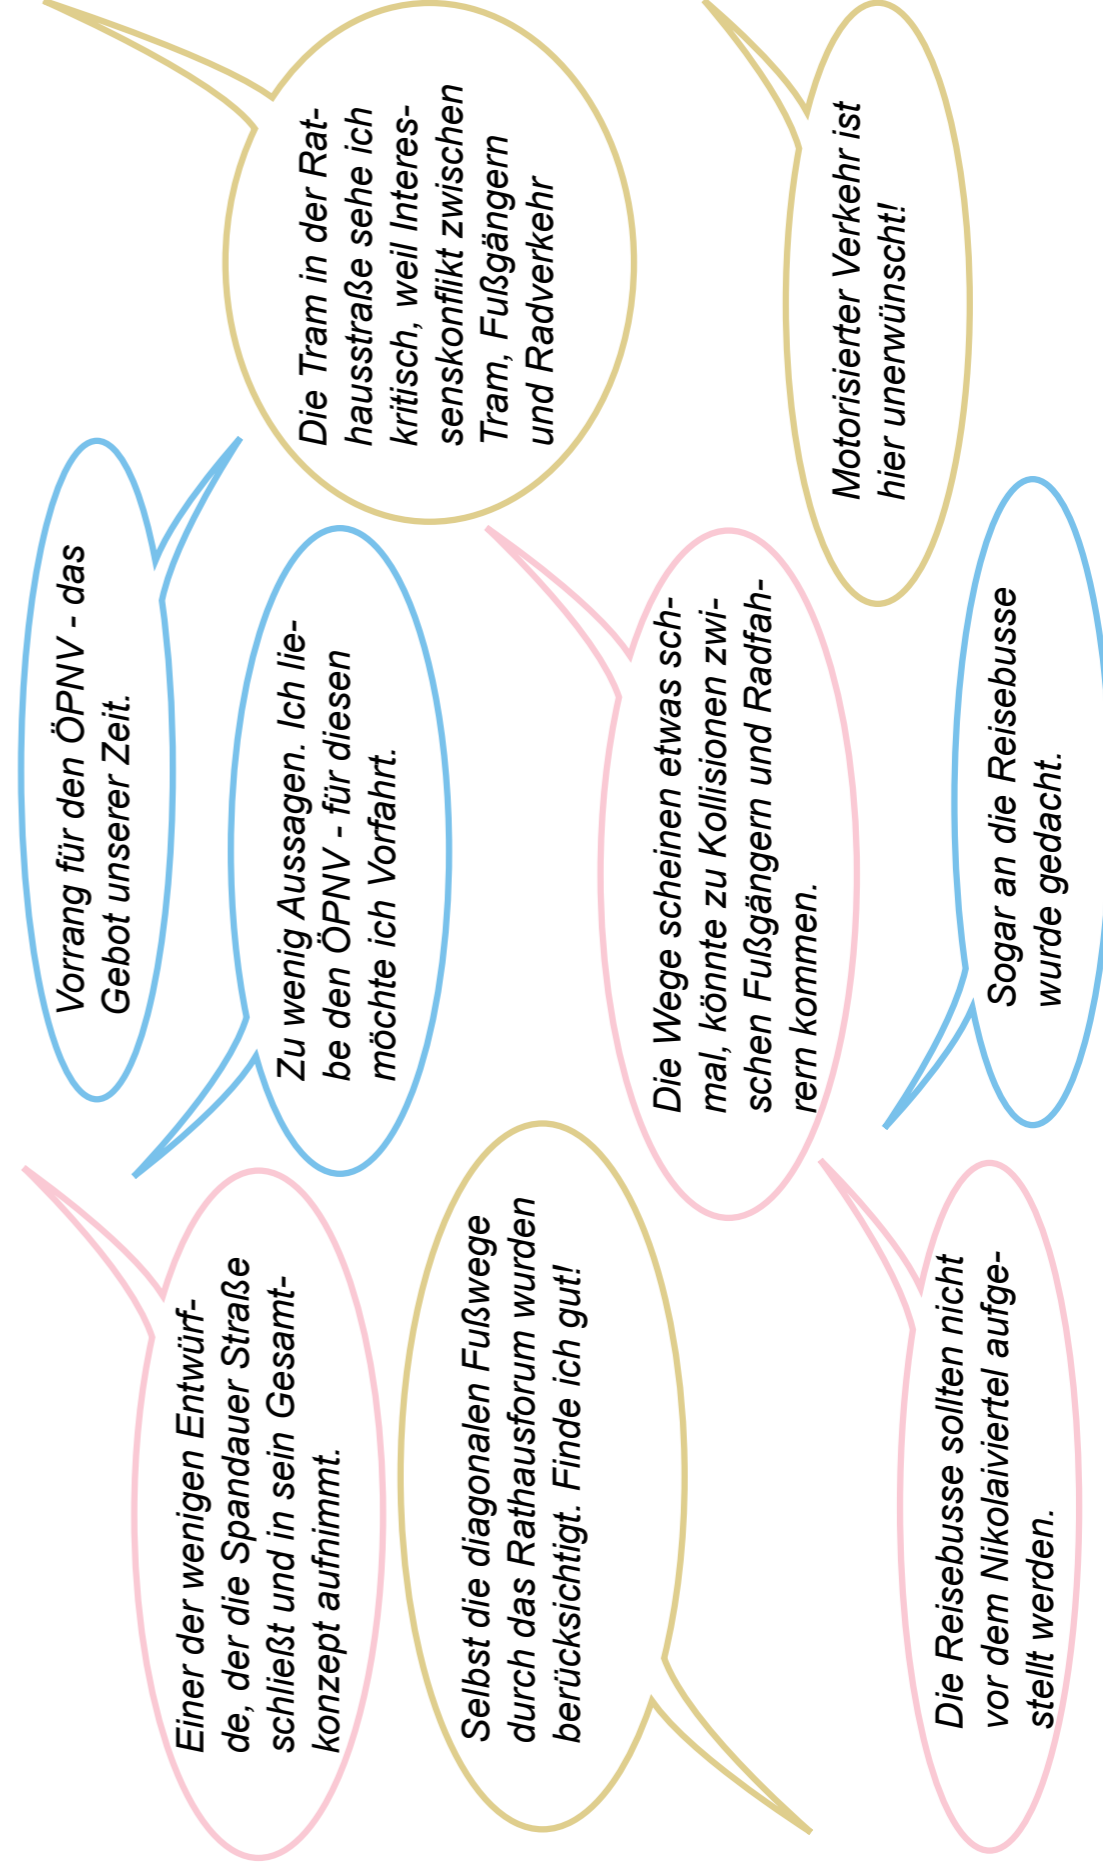 Einer der wenigen Entwürf-
de, der die Spandauer Straße
schließt und in sein Gesamt-
konzept aufnimmt.
Vorrang für den ÖPNV - das
Gebot unserer Zeit.
Zu wenig Aussagen. Ich lie-
be den ÖPNV - für diesen
möchte ich Vorfahrt.
Die Tram in der Rat-
hausstraße sehe ich
kritisch, weil Interes-
senskonflikt zwischen
Tram, Fußgängern
und Radverkehr
Selbst die diagonalen Fußwege
durch das Rathausforum wurden
berücksichtigt. Finde ich gut!
Die Wege scheinen etwas sch-
mal, könnte zu Kollisionen zwi-
schen Fußgängern und Radfah-
rern kommen.
Motorisierter Verkehr ist
hier unerwünscht!
Die Reisebusse sollten nicht
vor dem Nikolaiviertel aufge-
stellt werden.
Sogar an die Reisebusse
wurde gedacht.